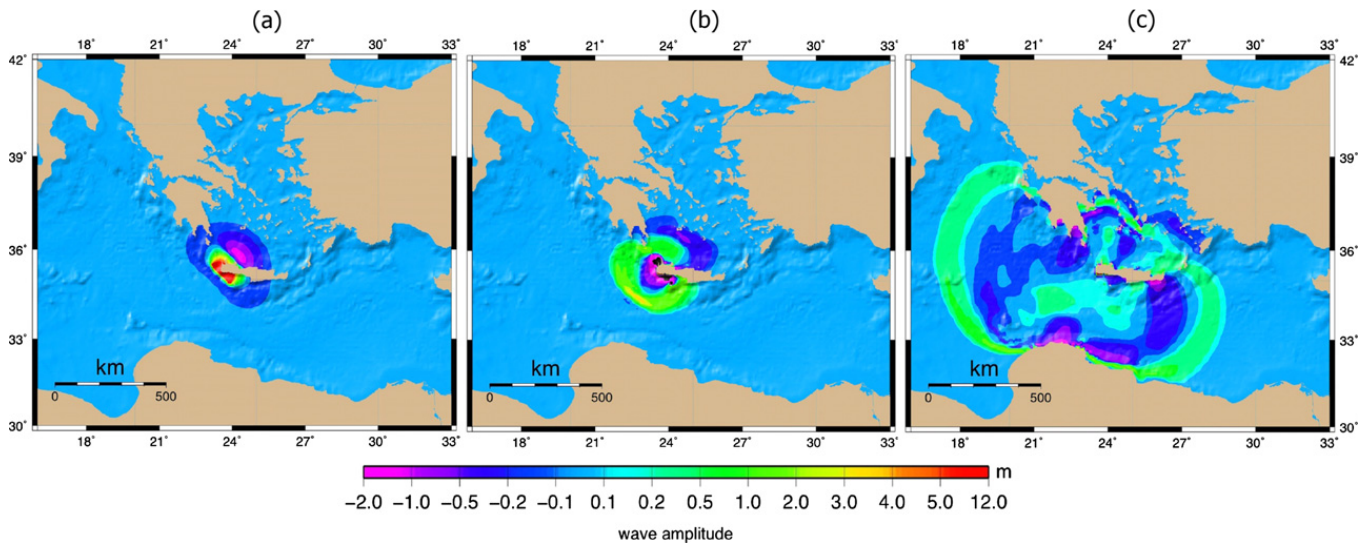 (a) (b) (c)
18° 21° 24° 27° 30° 33° 18° 21° 24° 27° 30° 33° 18° 21° 24° 27° 30° 33°
42° 42°
39° 39°
36° 36°
33° 33°
km km km
0 500 0 500 0 500
30° 30°
18° 21° 24° 27° 30° 33° 18° 21° 24° 27° 30° 33° 18° 21° 24° 27° 30° 33°
m
−2.0 −1.0 −0.5 −0.2 −0.1 0.1 0.2 0.5 1.0 2.0 3.0 4.0 5.0 12.0
wave amplitude